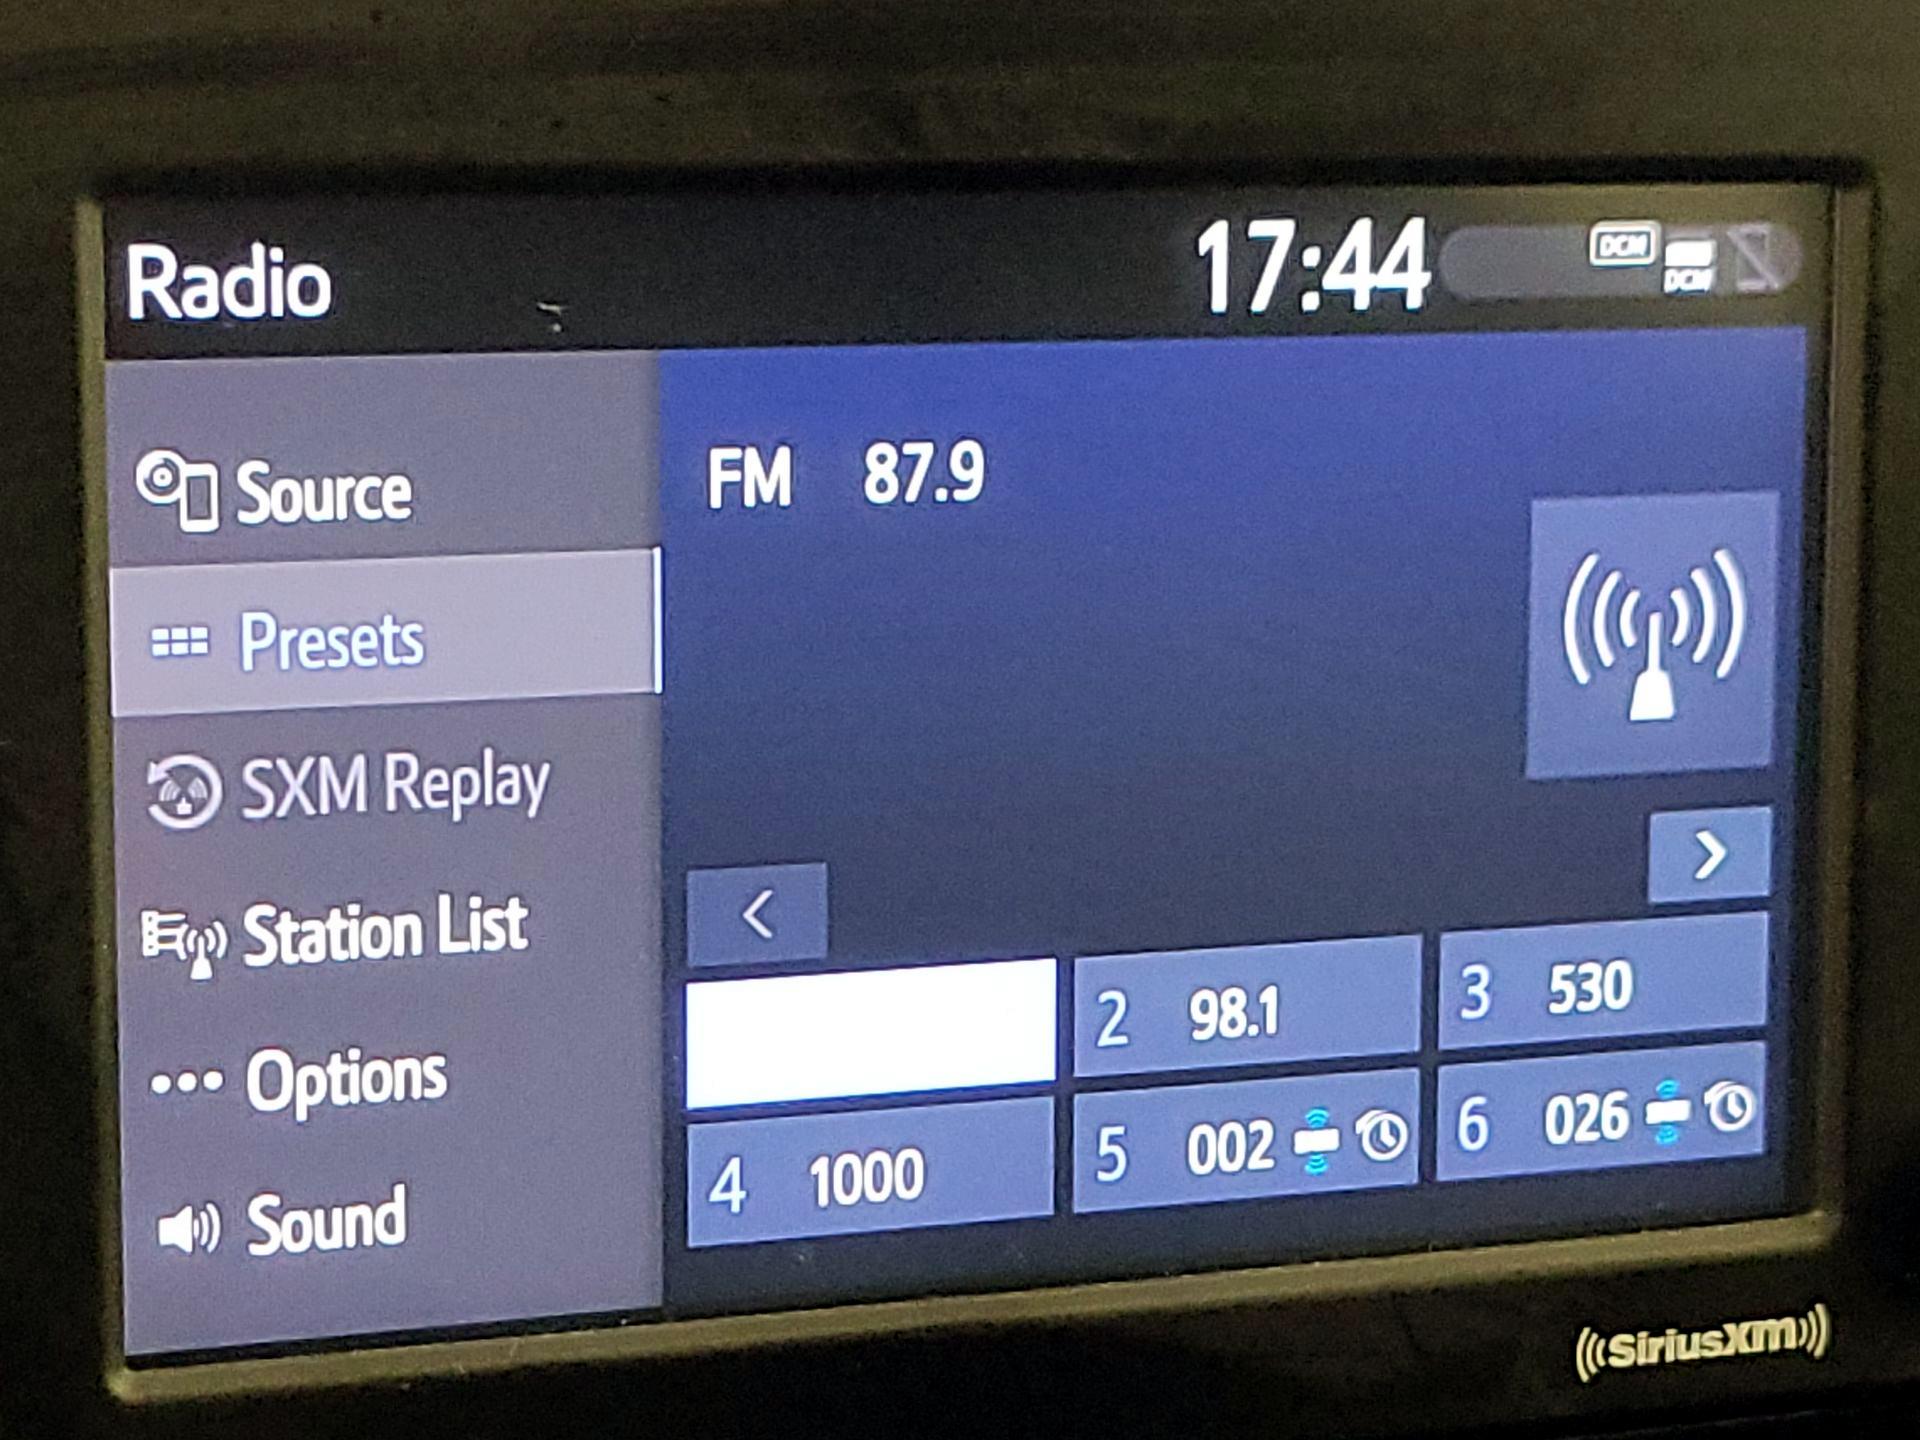 Radio
17:44
DCM
DCM
Source
Presets
SXM Replay
Station List
Options
Sound
FM 87.9
<
>
2 98.1
3 530
4 1000
5 002
6 026
((SiriusXM))